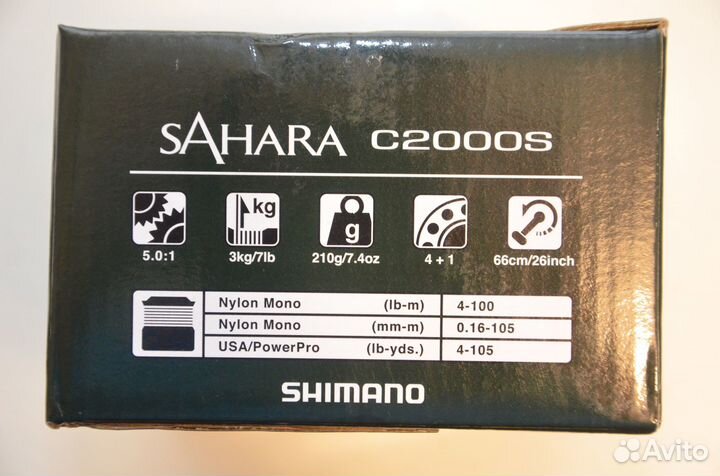 SAHARA C2000S
kg g
5.0:1 3kg/7lb 210g/7.4oz 4 + 1 66cm/26inch
Nylon Mono (lb-m) 4-100
Nylon Mono (mm-m) 0.16-105
USA/PowerPro (lb-yds.) 4-105
SHIMANO
Avito